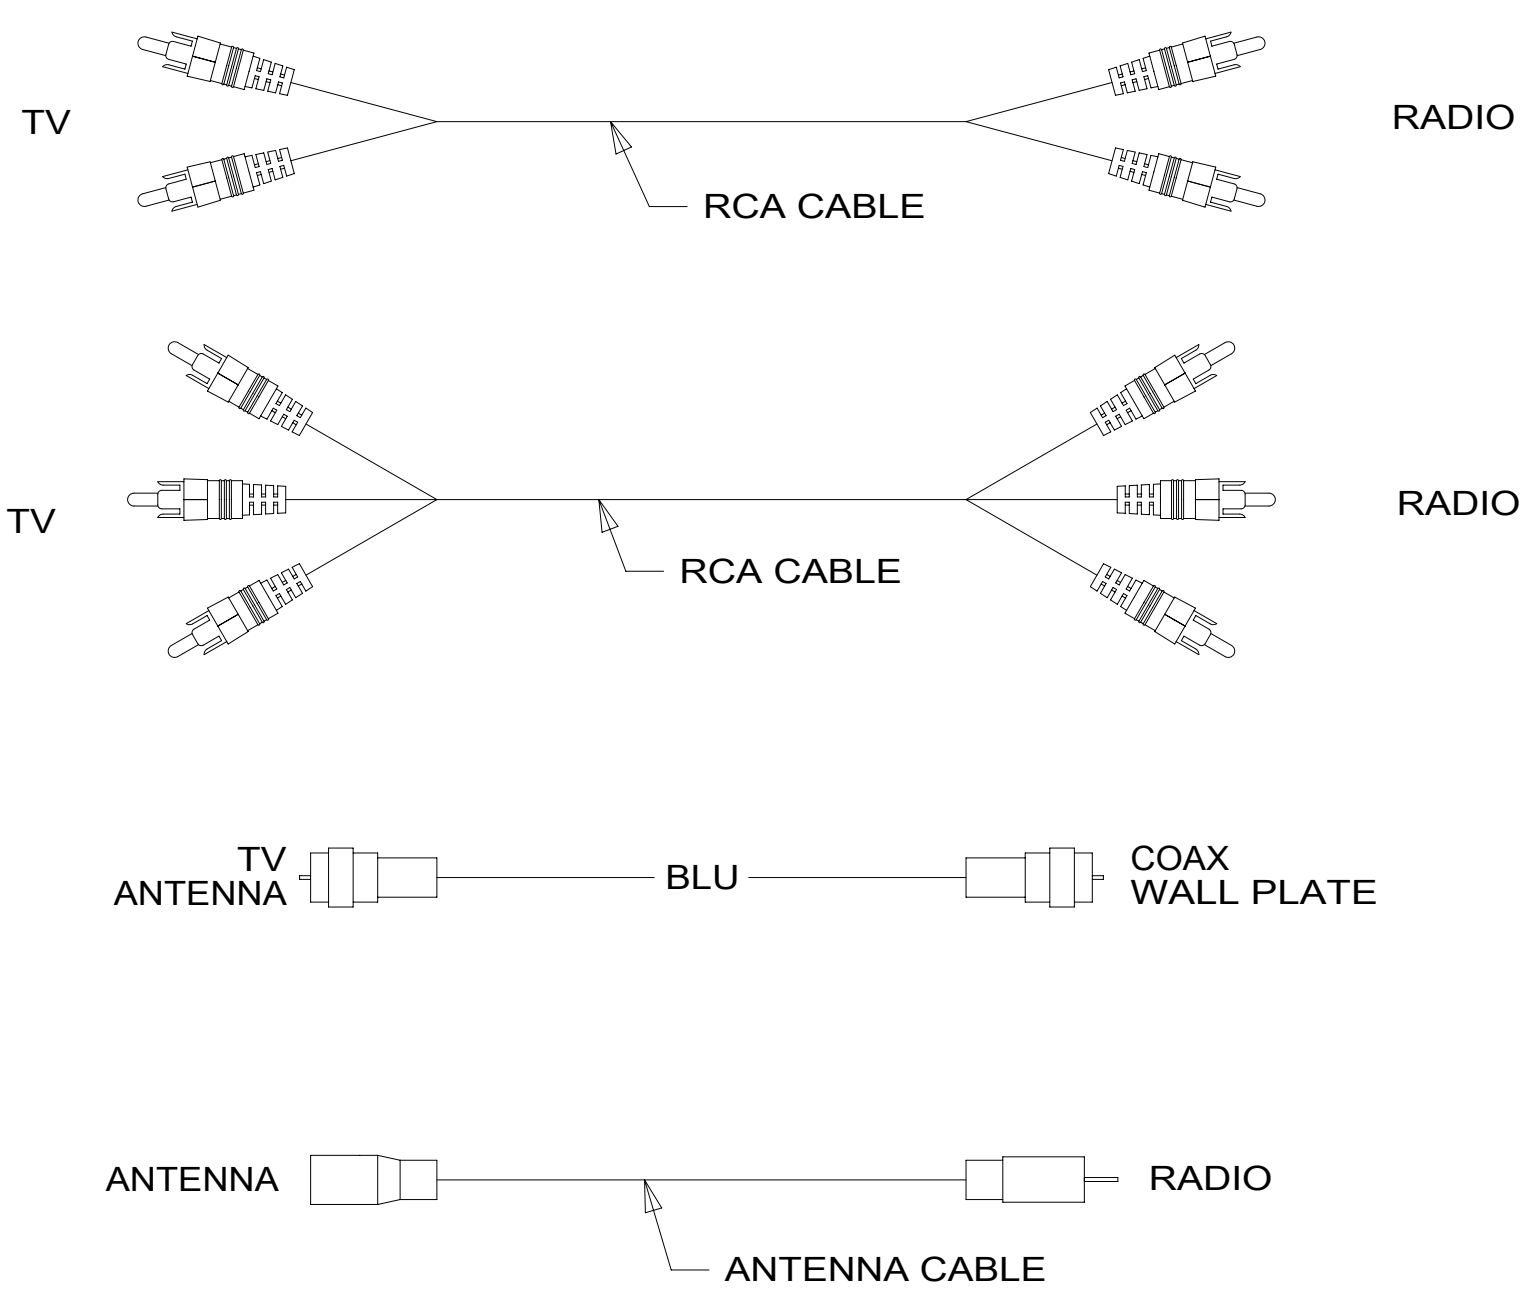 TV
RADIO
RCA CABLE
TV
RADIO
RCA CABLE
TV
ANTENNA
BLU
COAX
WALL PLATE
ANTENNA
RADIO
ANTENNA CABLE